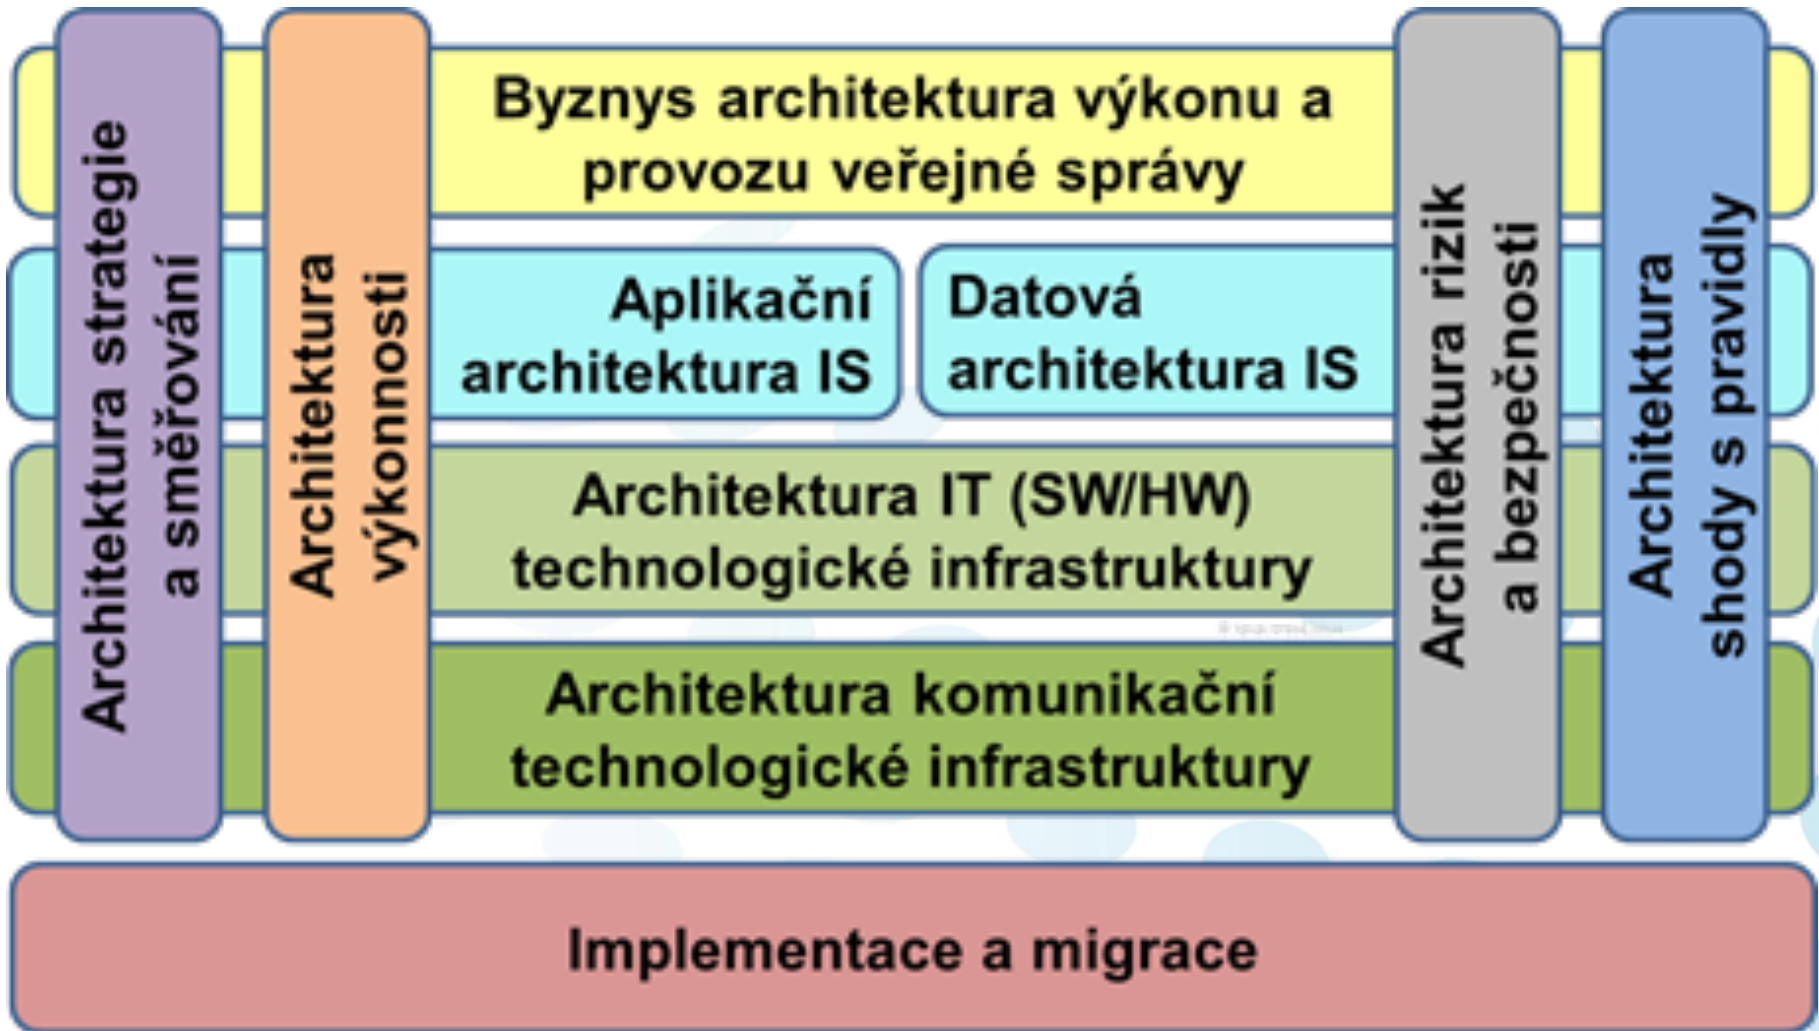 Architektura strategie
a směřování
Architektura
výkonnosti
Byznys architektura výkonu a
provozu veřejné správy
Aplikační
architektura IS
Datová
architektura IS
Architektura IT (SW/HW)
technologické infrastruktury
Architektura komunikační
technologické infrastruktury
Architektura rizik
a bezpečnosti
Architektura
shody s pravidly
Implementace a migrace